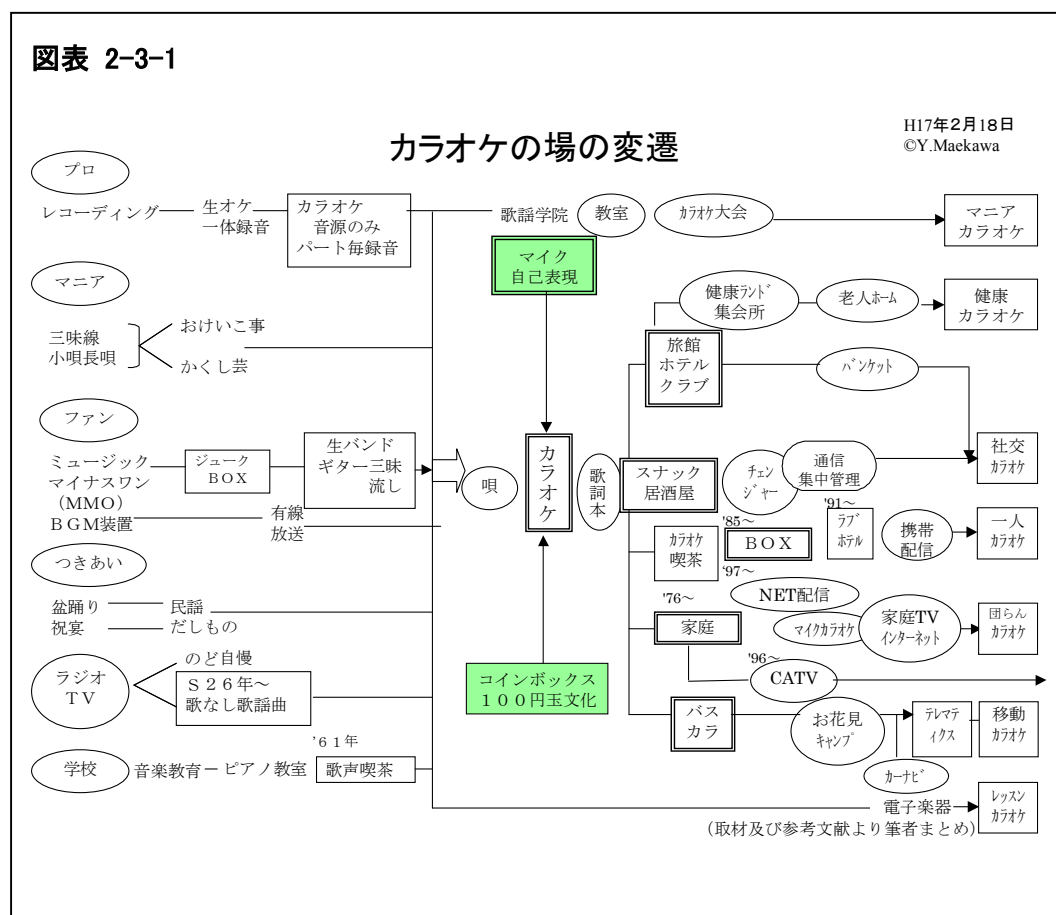 図表 2-3-1
H17年2月18日
©Y.Maekawa
カラオケの場の変遷
プロ
レコーディング
生オケ
一体録音
カラオケ
音源のみ
パート毎録音
歌謡学院
教室
ｶﾗｵｹ大会
マニア
カラオケ
マイク
自己表現
マニア
三味線
小唄長唄
おけいこ事
かくし芸
健康ﾗﾝﾄﾞ
集会所
老人ﾎｰﾑ
健康
カラオケ
旅館
ホテル
クラブ
ﾊﾞﾝｹｯﾄ
ファン
ミュージック
マイナスワン
（MMO）
ＢＧＭ装置
ジューク
ＢＯＸ
生バンド
ギター三味
流し
有線
放送
唄
カラオケ
歌詞本
スナック
居酒屋
ﾁｪﾝ
ｼﾞｬｰ
通信
集中管理
社交
ｶﾗｵｹ
'85～
'91～
ｶﾗｵｹ
喫茶
ＢＯＸ
ﾗﾌﾞ
ﾎﾃﾙ
携帯
配信
一人
ｶﾗｵｹ
'97～
NET配信
つきあい
盆踊り
祝宴
民謡
だしもの
'76～
家庭
ﾏｲｸｶﾗｵｹ
家庭TV
ｲﾝﾀｰﾈｯﾄ
団らん
ｶﾗｵｹ
'96～
CATV
ラジオ
ＴＶ
のど自慢
Ｓ２６年～
歌なし歌謡曲
コインボックス
１００円玉文化
バス
カラ
お花見
ｷｬﾝﾌﾟ
ﾃﾚﾏﾃ
ｨｸｽ
移動
ｶﾗｵｹ
ｶｰﾅﾋﾞ
'６１年
学校
音楽教育－ピアノ教室
歌声喫茶
電子楽器
ﾚｯｽﾝ
ｶﾗｵｹ
（取材及び参考文献より筆者まとめ）